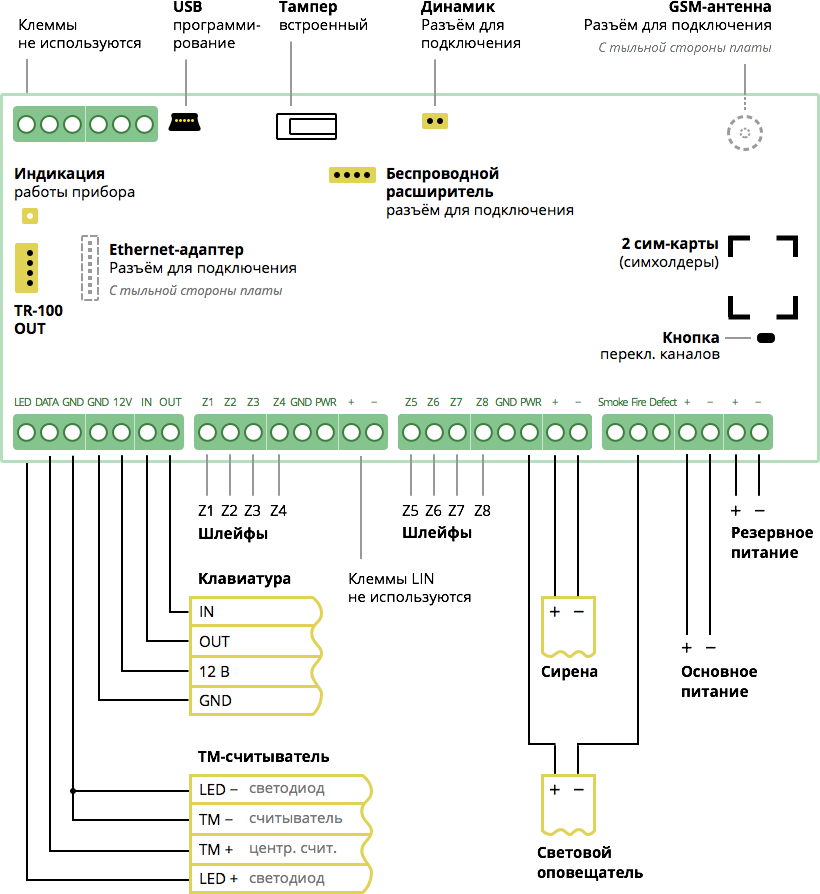 Клеммы
не используются
USB
программи-
рование
Тампер
встроенный
Динамик
Разъём для
подключения
GSM-антенна
Разъём для подключения
С тыльной стороны платы
Индикация
работы прибора
Беспроводной
расширитель
разъём для подключения
Ethernet-адаптер
Разъём для подключения
С тыльной стороны платы
2 сим-карты
(симхолдеры)
TR-100
OUT
Кнопка
перекл. каналов
LED DATA GND GND 12V IN OUT
Z1 Z2 Z3 Z4 GND PWR + −
Z5 Z6 Z7 Z8 GND PWR + −
Smoke Fire Defect + − + −
Z1 Z2 Z3 Z4
Шлейфы
Z5 Z6 Z7 Z8
Шлейфы
+ −
Резервное
питание
Клавиатура
IN
OUT
12 В
GND
Клеммы LIN
не используются
+ −
Сирена
+ −
Основное
питание
ТМ-считыватель
LED − светодиод
TM − считыватель
TM + центр. счит.
LED + светодиод
+ −
Световой
оповещатель